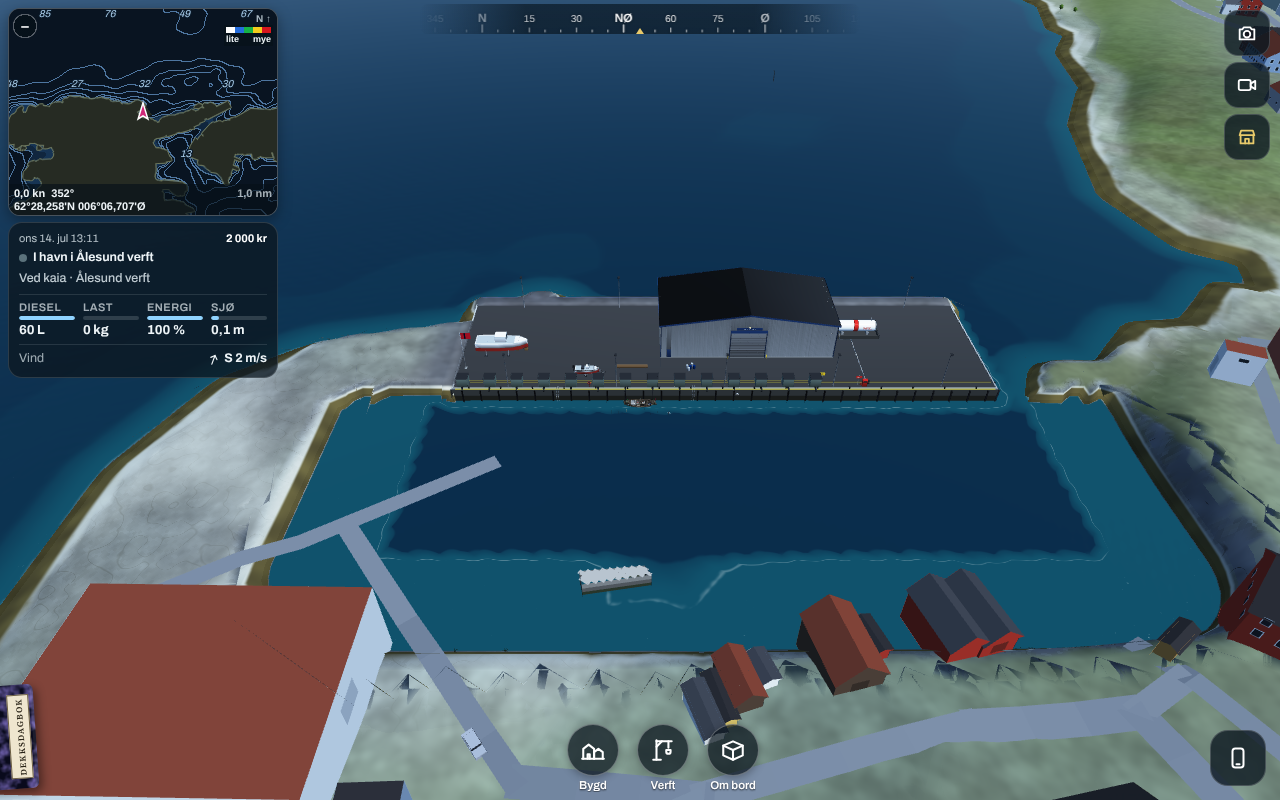 85 76 49 67
N ↑
lite mye
98 27 32 30
13
0,0 kn 352° 1,0 nm
62°28,258'N 006°06,707'Ø
345 N 15 30 NØ 60 75 Ø 105
ons 14. jul 13:11 2 000 kr
I havn i Ålesund verft
Ved kaia · Ålesund verft
DIESEL LAST ENERGI SJØ
60 L 0 kg 100 % 0,1 m
Vind S 2 m/s
DEKKSDAGBOK
Bygd Verft Om bord